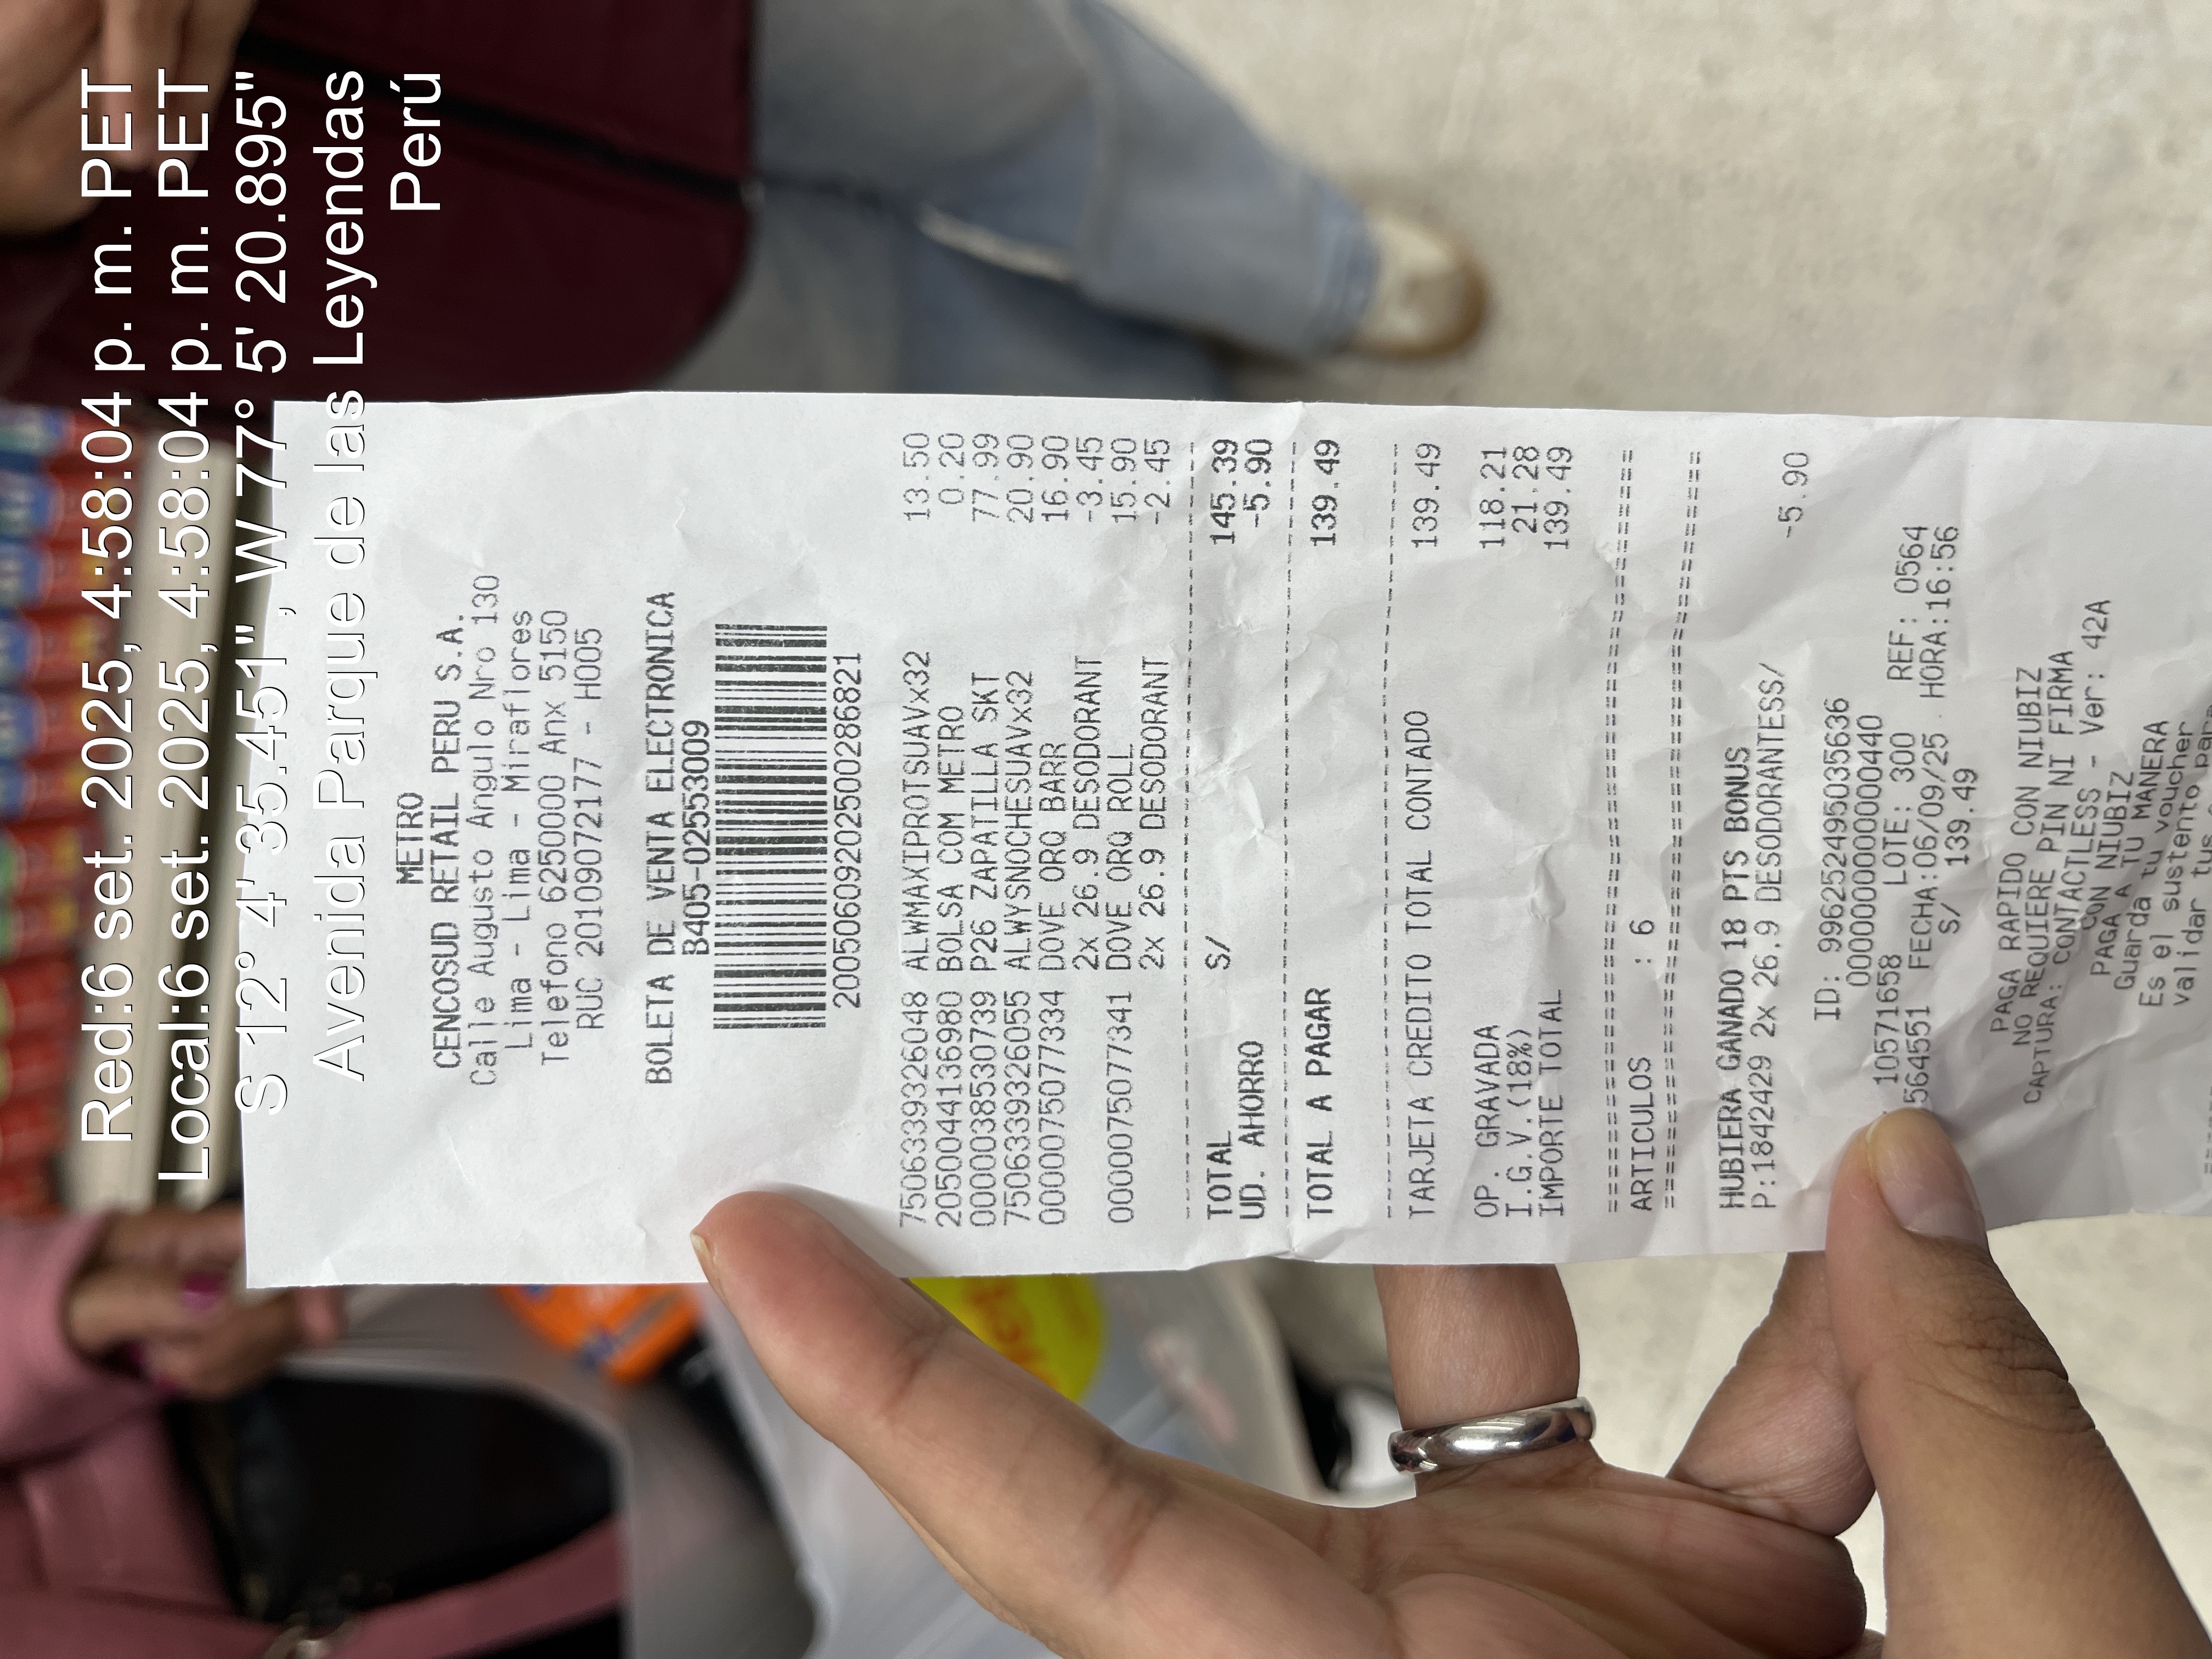 Red:6 set. 2025, 4:58:04 p. m. PET
Local:6 set. 2025, 4:58:04 p. m. PET
S 12° 4' 35.451", W 77° 5' 20.895"
Avenida Parque de las Leyendas
Perú
METRO
CENCOSUD RETAIL PERU S.A.
Calle Augusto Angulo Nro 130
Lima - Lima - Miraflores
Telefono 6250000 Anx 5150
RUC 20109072177 - H005
BOLETA DE VENTA ELECTRONICA
B405-02553009
20050609202500286821
7506339326048 ALWMAXIPROTSUAVx32 13.50
2050044136980 BOLSA COM METRO 0.20
0000038530739 P26 ZAPATILLA SKT 77.99
7506339326055 ALWYSNOCHESUAVx32 20.90
0000075077334 DOVE ORQ BARR 16.90
2x 26.9 DESODORANT -3.45
0000075077341 DOVE ORQ ROLL 15.90
2x 26.9 DESODORANT -2.45
TOTAL S/ 145.39
UD. AHORRO -5.90
TOTAL A PAGAR 139.49
TARJETA CREDITO TOTAL CONTADO 139.49
OP. GRAVADA 118.21
I.G.V.(18%) 21.28
IMPORTE TOTAL 139.49
ARTICULOS : 6
HUBIERA GANADO 18 PTS BONUS
P:1842429 2x 26.9 DESODORANTESS/ -5.90
ID: 996252495035636
0000000000000440
10571658 LOTE: 300 REF: 0564
564551 FECHA:06/09/25 HORA:16:56
S/ 139.49
PAGA RAPIDO CON NIUBIZ
NO REQUIERE PIN NI FIRMA
CAPTURA: CONTACTLESS - Ver: 42A
CON NIUBIZ
PAGA A TU MANERA
Guarda tu voucher
Es el sustento para
validar tus